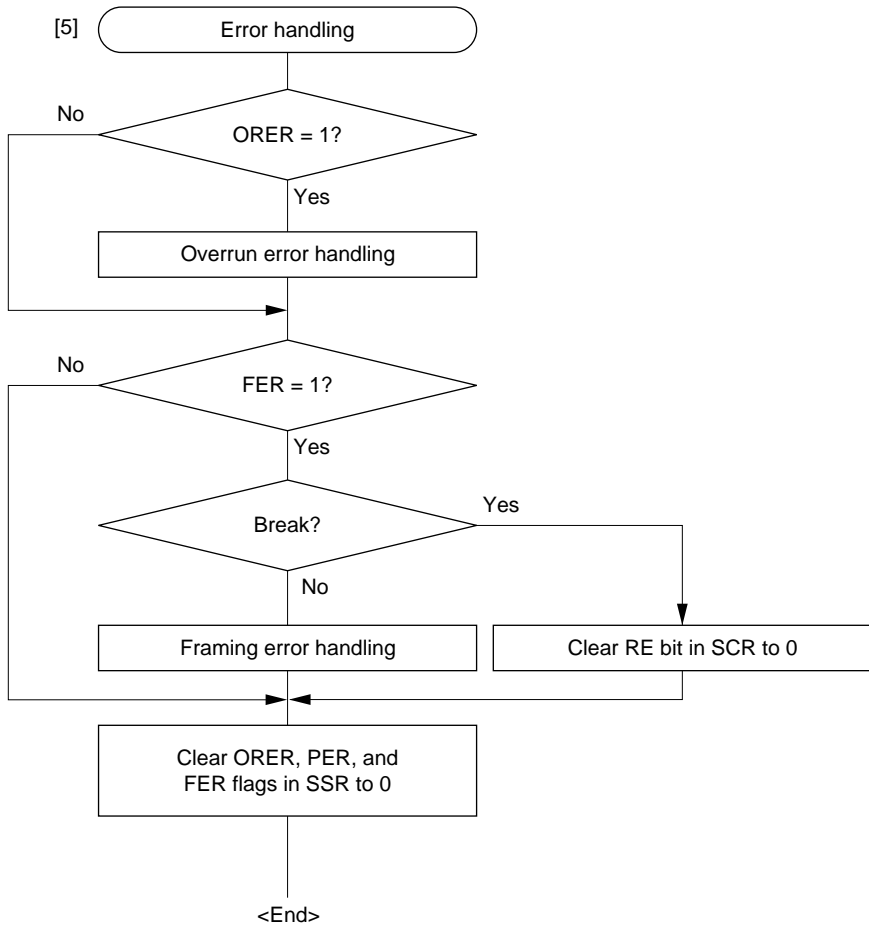 [5] Error handling
No
ORER = 1?
Yes
Overrun error handling
No
FER = 1?
Yes
Yes
Break?
No
Framing error handling
Clear RE bit in SCR to 0
Clear ORER, PER, and
FER flags in SSR to 0
<End>